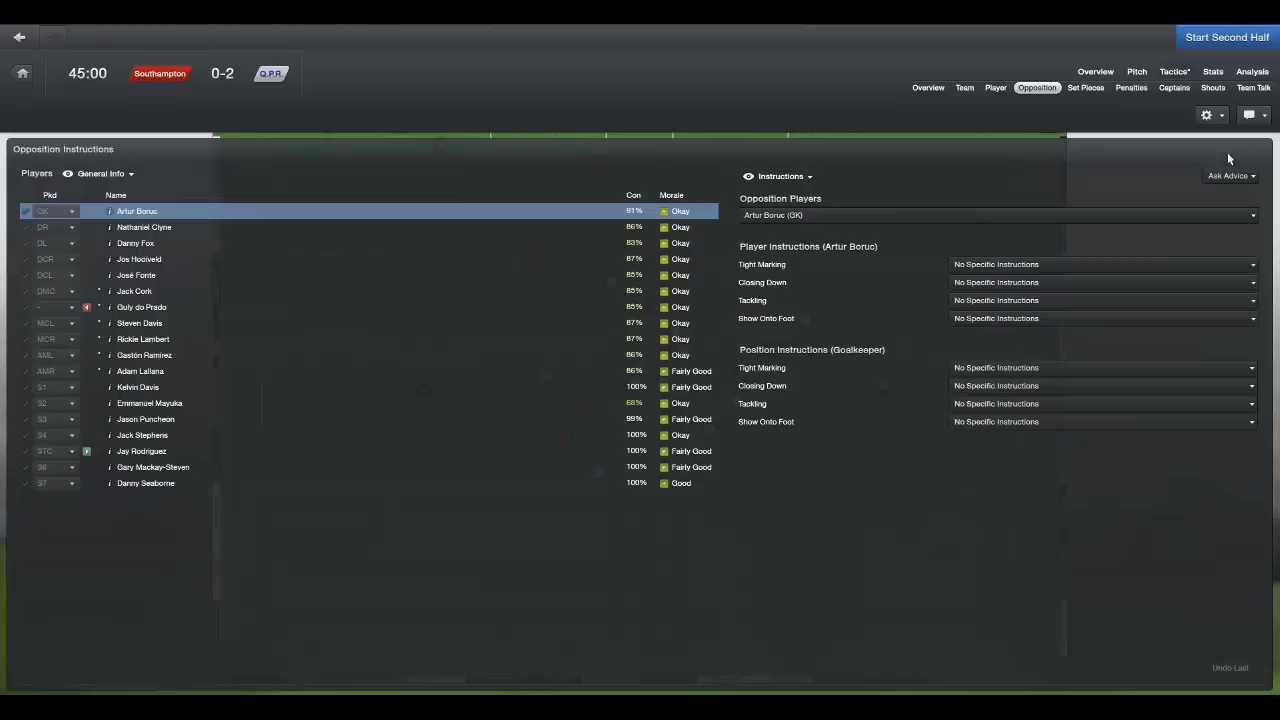 Start Second Half
45:00 Southampton 0-2 Q.P.R.
Overview Pitch Tactics* Stats Analysis
Overview Team Player Opposition Set Pieces Penalties Captains Shouts Team Talk
Opposition Instructions
Players General Info
Instructions
Ask Advice
Pkd Name Con Morale
Opposition Players
GK i Artur Boruc 91% Okay
Artur Boruc (GK)
DR i Nathaniel Clyne 86% Okay
DL i Danny Fox 83% Okay
DCR i Jos Hooiveld 87% Okay
DCL i José Fonte 85% Okay
DMC * i Jack Cork 85% Okay
- * i Guly do Prado 85% Okay
MCL * i Steven Davis 87% Okay
MCR * i Rickie Lambert 87% Okay
AML * i Gastón Ramírez 86% Okay
AMR * i Adam Lallana 86% Fairly Good
S1 i Kelvin Davis 100% Okay
S2 i Emmanuel Mayuka 68% Okay
S3 i Jason Puncheon 99% Fairly Good
S4 i Jack Stephens 100% Okay
STC i Jay Rodriguez 100% Fairly Good
S6 i Gary Mackay-Steven 100% Fairly Good
S7 i Danny Seaborne 100% Good
Player Instructions (Artur Boruc)
Tight Marking No Specific Instructions
Closing Down No Specific Instructions
Tackling No Specific Instructions
Show Onto Foot No Specific Instructions
Position Instructions (Goalkeeper)
Tight Marking No Specific Instructions
Closing Down No Specific Instructions
Tackling No Specific Instructions
Show Onto Foot No Specific Instructions
Undo Last